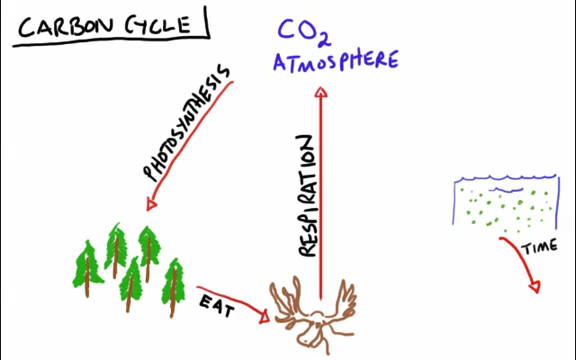 CARBON CYCLE
CO2
ATMOSPHERE
PHOTOSYNTHESIS
RESPIRATION
TIME
EAT